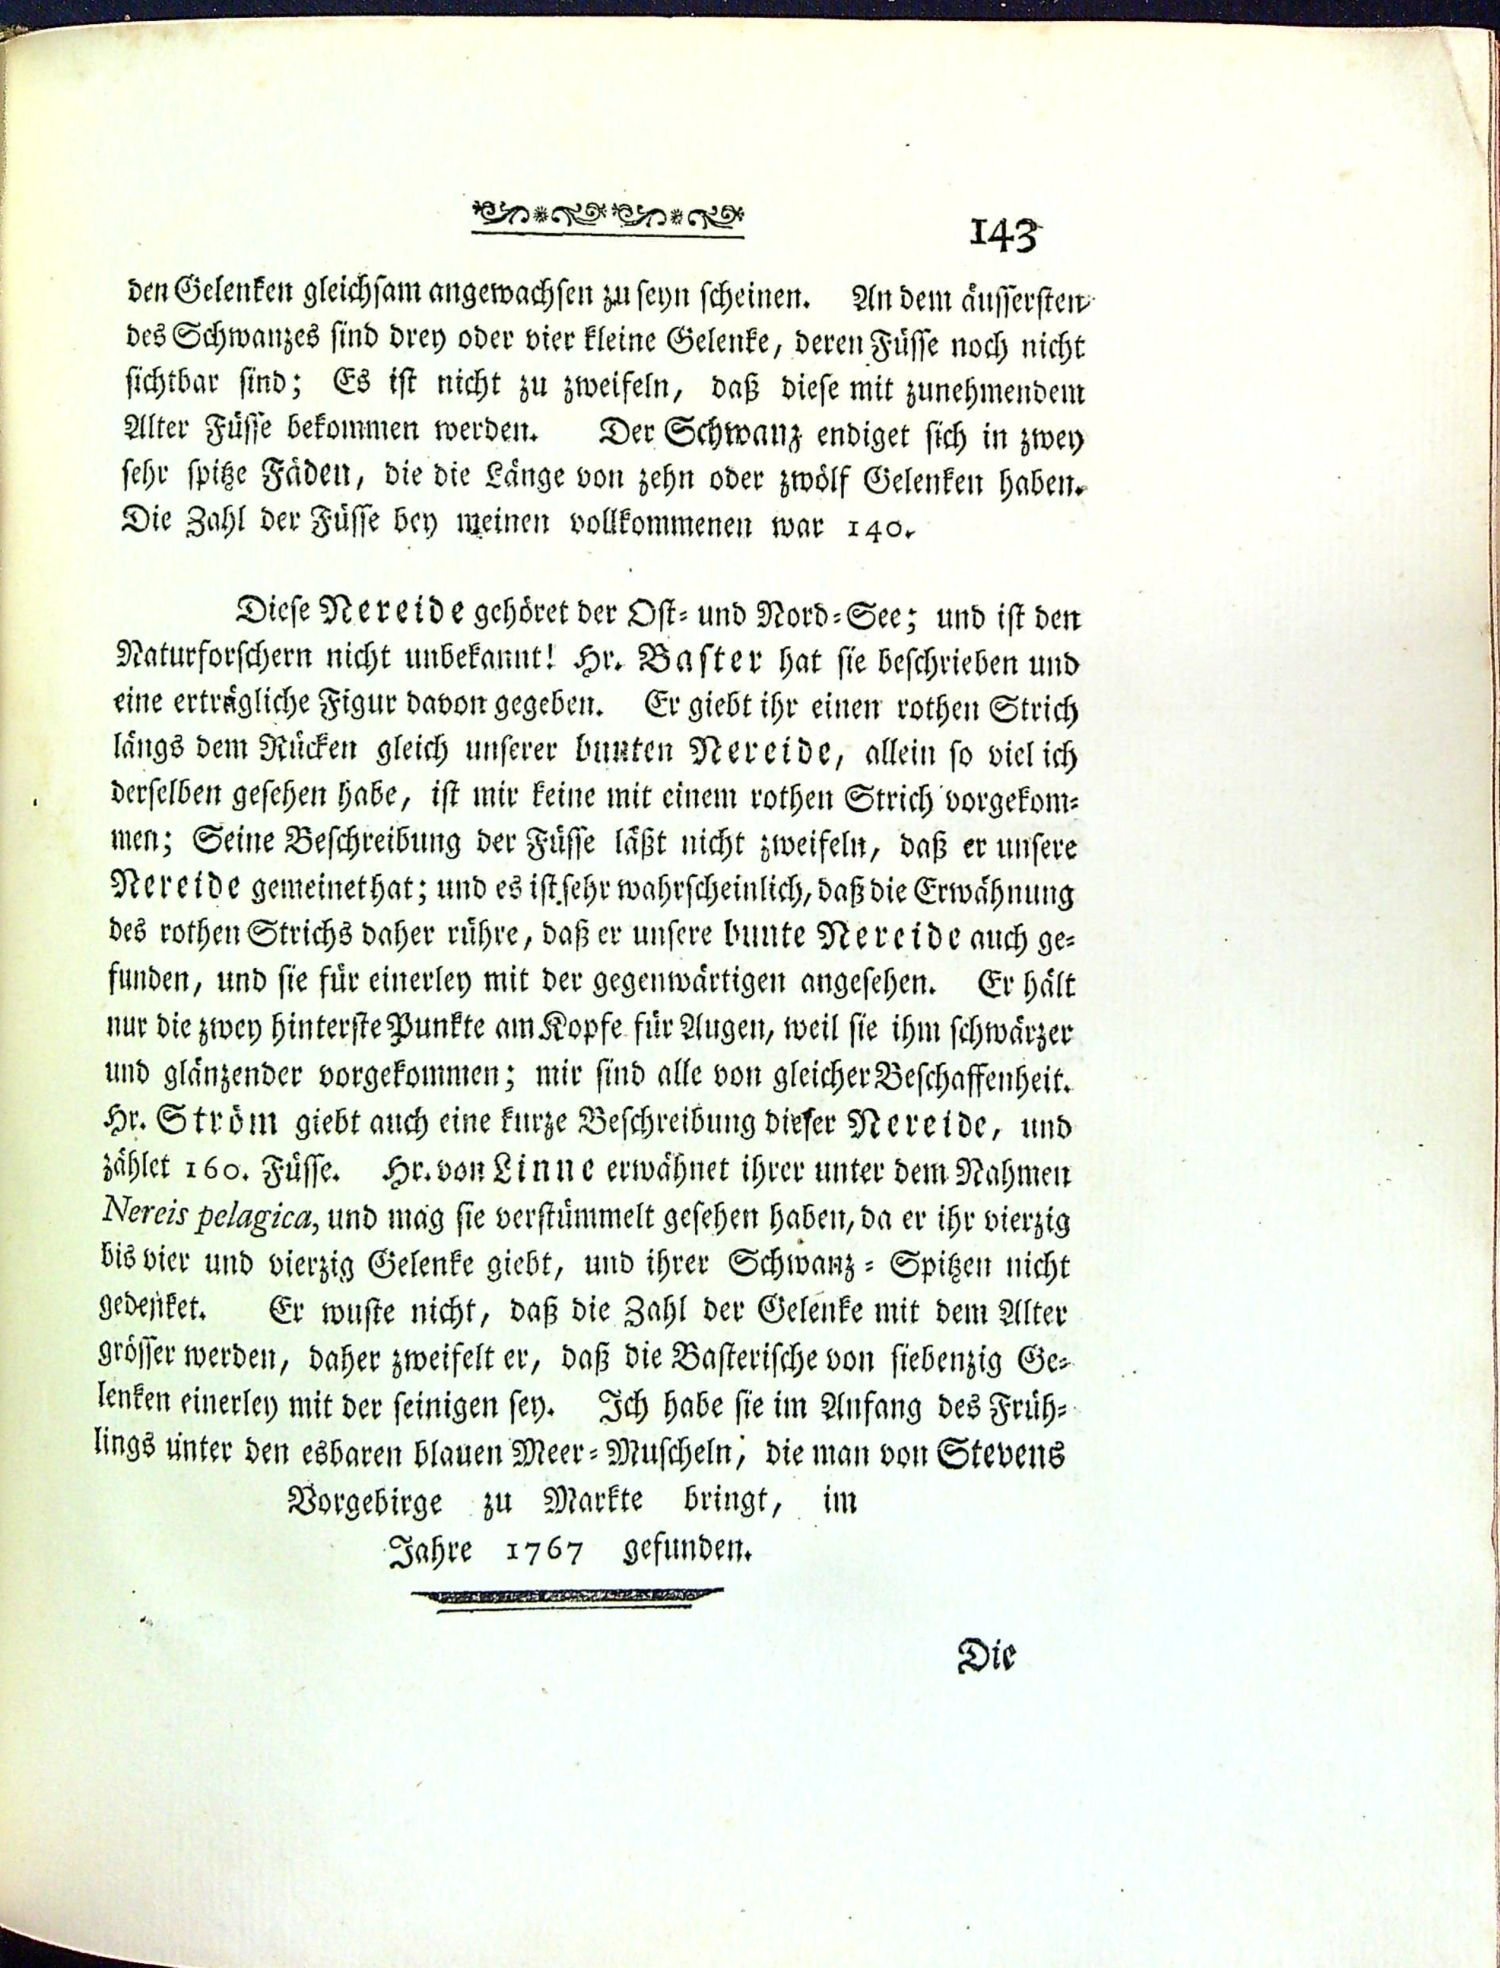 143
den Gelenken gleichsam angewachsen zu seyn scheinen. An dem äussersten
des Schwanzes sind drey oder vier kleine Gelenke, deren Füsse noch nicht
sichtbar sind; Es ist nicht zu zweifeln, daß diese mit zunehmendem
Alter Füsse bekommen werden. Der Schwanz endiget sich in zwey
sehr spitze Fäden, die die Länge von zehn oder zwölf Gelenken haben.
Die Zahl der Füsse bey meinen vollkommenen war 140.
Diese Nereide gehöret der Ost- und Nord-See; und ist den
Naturforschern nicht unbekannt! Hr. Baster hat sie beschrieben und
eine erträgliche Figur davon gegeben. Er giebt ihr einen rothen Strich
längs dem Rücken gleich unserer bunten Nereide, allein so viel ich
derselben gesehen habe, ist mir keine mit einem rothen Strich vorgekom-
men; Seine Beschreibung der Füsse läßt nicht zweifeln, daß er unsere
Nereide gemeinet hat; und es ist sehr wahrscheinlich, daß die Erwähnung
des rothen Strichs daher rühre, daß er unsere bunte Nereide auch ge-
funden, und sie für einerley mit der gegenwärtigen angesehen. Er hält
nur die zwey hinterste Punkte am Kopfe für Augen, weil sie ihm schwärzer
und glänzender vorgekommen; mir sind alle von gleicher Beschaffenheit.
Hr. Ström giebt auch eine kurze Beschreibung dieser Nereide, und
zählet 160. Füsse. Hr. von Linne erwähnet ihrer unter dem Nahmen
Nereis pelagica, und mag sie verstümmelt gesehen haben, da er ihr vierzig
bis vier und vierzig Gelenke giebt, und ihrer Schwanz-Spitzen nicht
gedenket. Er wuste nicht, daß die Zahl der Gelenke mit dem Alter
grösser werden, daher zweifelt er, daß die Basterische von siebenzig Ge-
lenken einerley mit der seinigen sey. Ich habe sie im Anfang des Früh-
lings unter den esbaren blauen Meer-Muscheln, die man von Stevens
Vorgebirge zu Markte bringt, im
Jahre 1767 gefunden.
Die